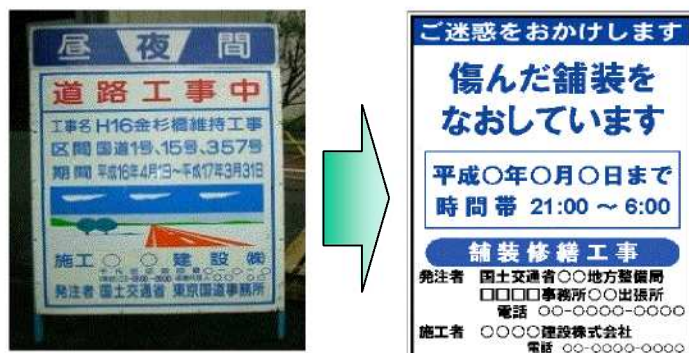 昼夜間
道路工事中
工事名 H16金杉橋維持工事
区間 国道1号、15号、357号
期間 平成16年4月1日~平成17年3月31日
施工 ○ ○ 建設 ㈱
発注者 国土交通省 東京国道事務所
ご迷惑をおかけします
傷んだ舗装を
なおしています
平成○年○月○日まで
時間帯 21:00 ~ 6:00
舗装修繕工事
発注者 国土交通省○○地方整備局
□□□□事務所○○出張所
電話 ○○-○○○○-○○○○
施工者 ○○○○建設株式会社
電話 ○○-○○○○-○○○○